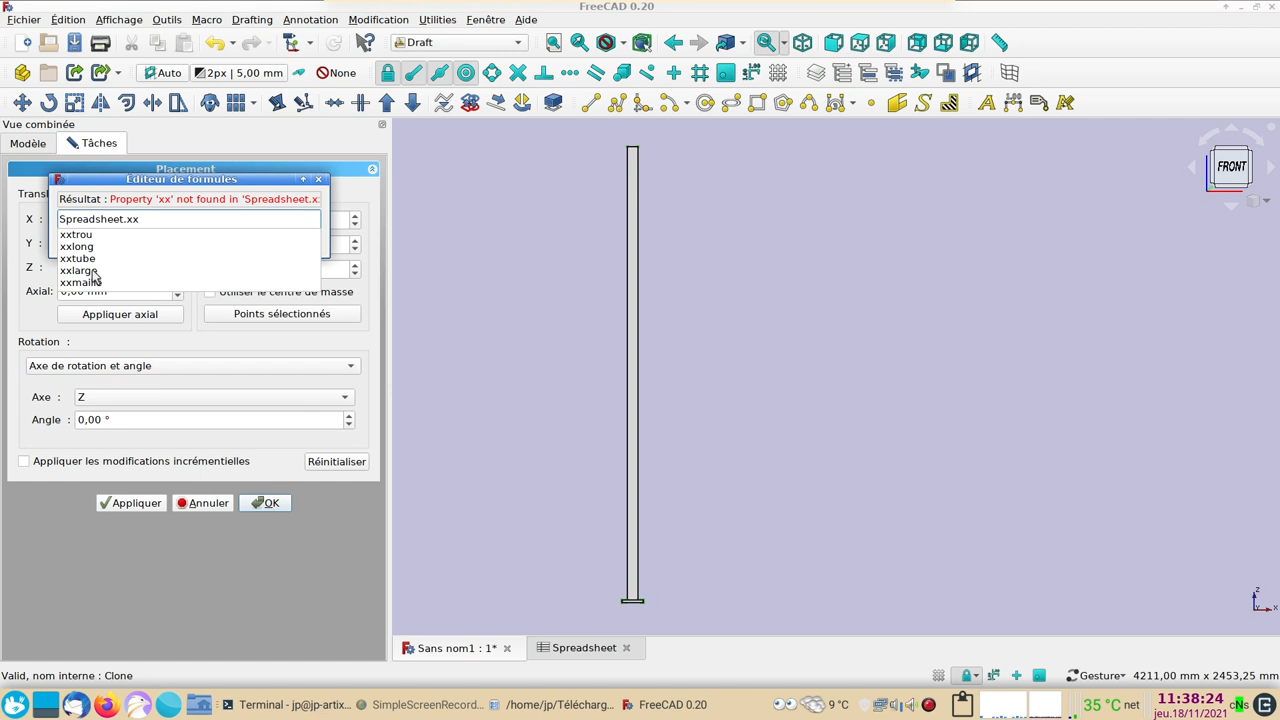 FreeCAD 0.20
Fichier Édition Affichage Outils Macro Drafting Annotation Modification Utilities Fenêtre Aide
Draft
Auto 2px | 5,00 mm None
Vue combinée
Modèle Tâches
Placement
Éditeur de formules
Résultat : Property 'xx' not found in 'Spreadsheet.x
Spreadsheet.xx
xxtrou
xxlong
xxtube
xxlarge
X :
Y :
Z :
Axial:
Utiliser le centre de masse
Appliquer axial Points sélectionnés
Rotation :
Axe de rotation et angle
Axe : Z
Angle : 0,00 °
Appliquer les modifications incrémentielles Réinitialiser
Appliquer Annuler OK
FRONT
z
x
Sans nom1 : 1* Spreadsheet
Valid, nom interne : Clone Gesture 4211,00 mm x 2453,25 mm
Terminal - jp@jp-artix... SimpleScreenRecord... /home/jp/Télécharg... FreeCAD 0.20 9 °C 35 °C net 11:38:24
jeu.18/11/2021